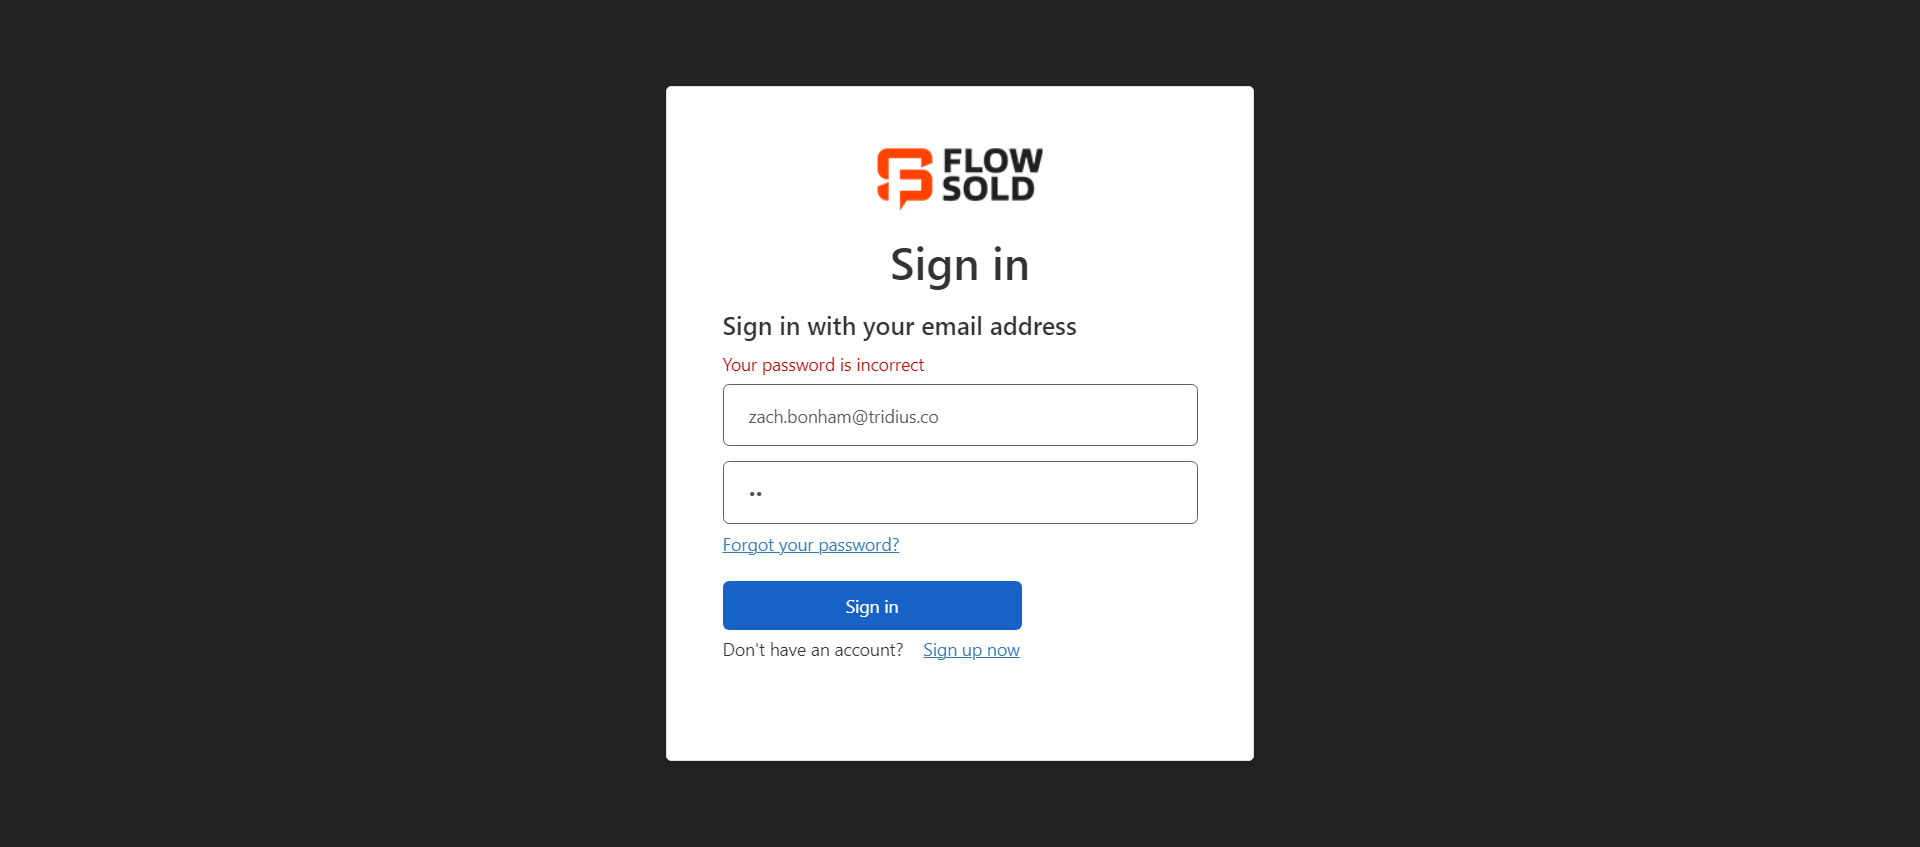 FLOW
SOLD
Sign in
Sign in with your email address
Your password is incorrect
zach.bonham@tridius.co
••
Forgot your password?
Sign in
Don't have an account? Sign up now